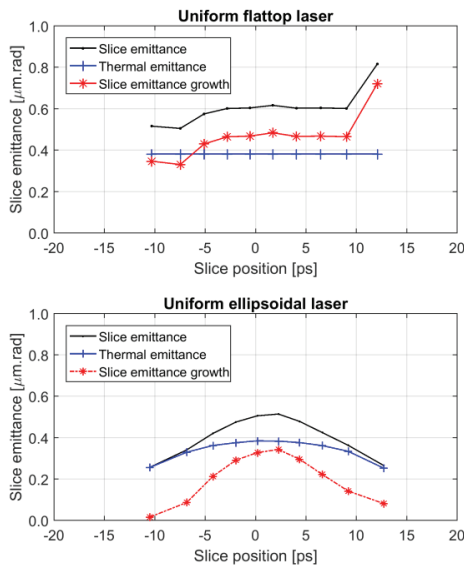 Uniform flattop laser
Slice emittance [μm.rad]
1.0
0.8
0.6
0.4
0.2
0.0
Slice emittance
Thermal emittance
Slice emittance growth
-20 -15 -10 -5 0 5 10 15 20
Slice position [ps]
Uniform ellipsoidal laser
Slice emittance [μm.rad]
1.0
0.8
0.6
0.4
0.2
0.0
Slice emittance
Thermal emittance
Slice emittance growth
-20 -15 -10 -5 0 5 10 15 20
Slice position [ps]